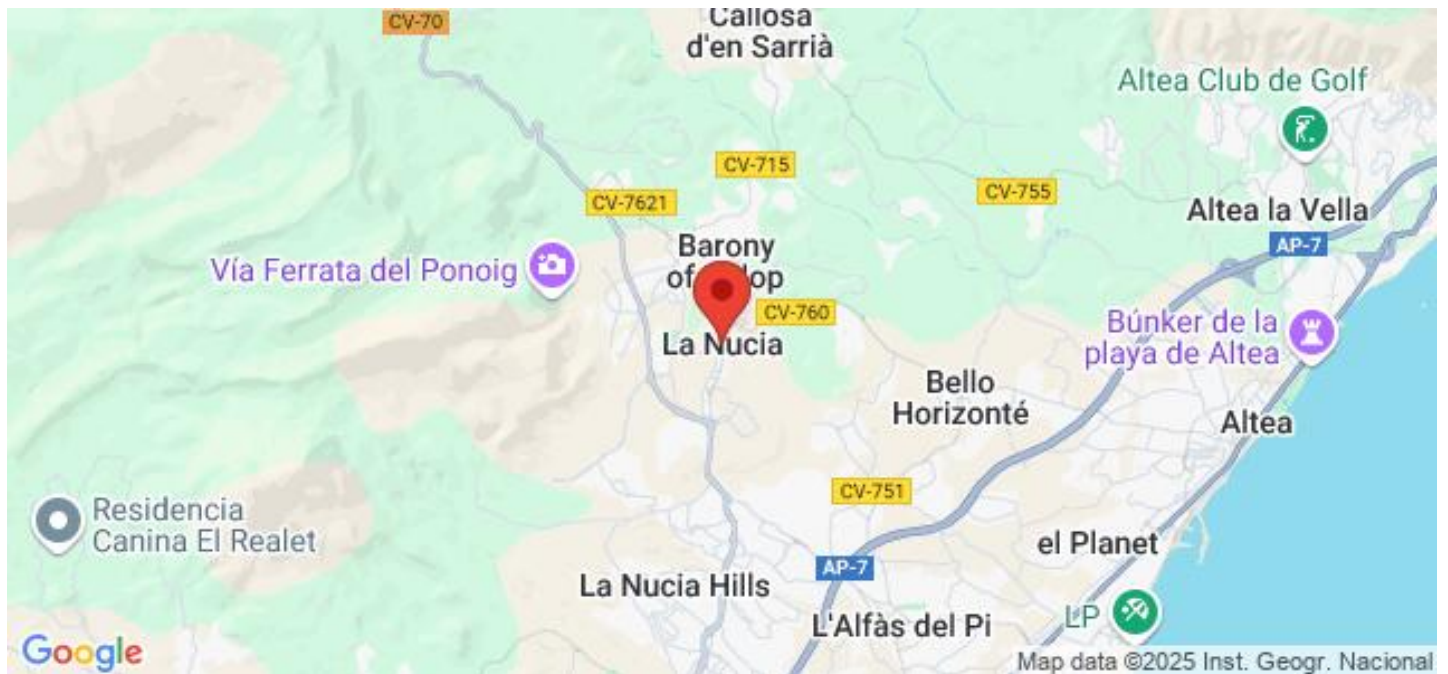 CV-70
Callosa
d'en Sarrià
Altea Club de Golf
CV-715
CV-755
CV-7621
Altea la Vella
AP-7
Barony
Vía Ferrata del Ponoig
CV-760
La Nucia
Búnker de la
playa de Altea
Bello
Horizonté
Altea
CV-751
Residencia
Canina El Realet
el Planet
AP-7
La Nucia Hills
LP
L'Alfàs del Pi
Google
Map data ©2025 Inst. Geogr. Nacional